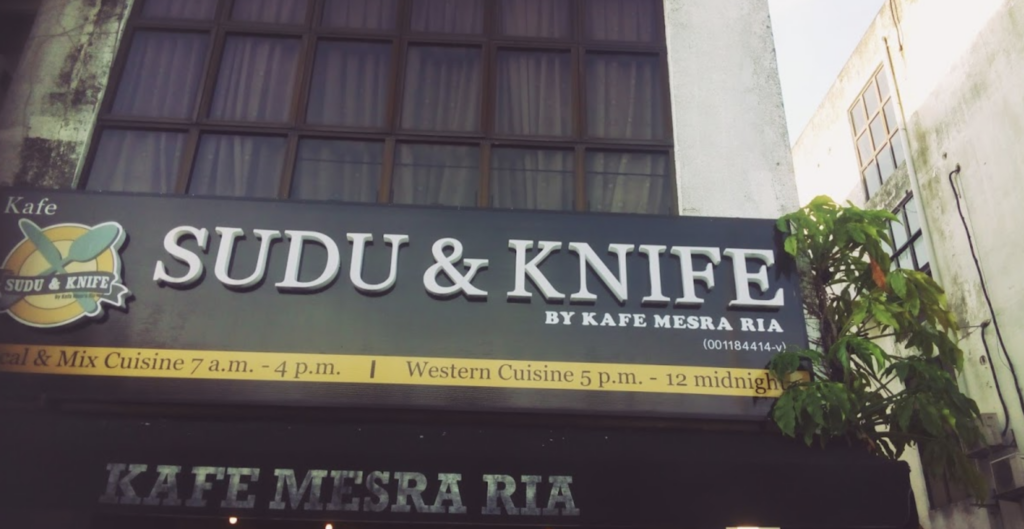 Kafe
SUDU & KNIFE
SUDU & KNIFE
BY KAFE MESRA RIA
(001184414-v)
cal & Mix Cuisine 7 a.m. - 4 p.m. | Western Cuisine 5 p.m. - 12 midnigh
KAFE MESRA RIA